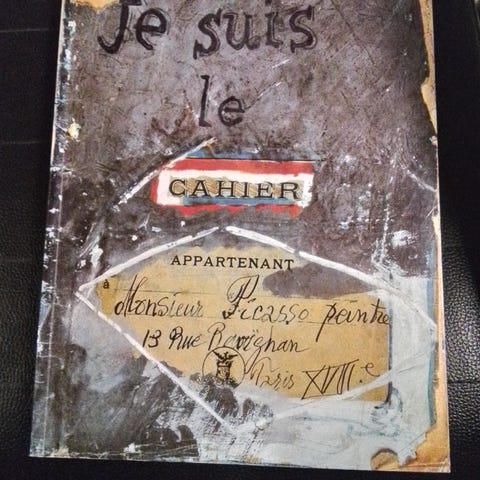 Je suis
le
CAHIER
APPARTENANT
à Monsieur Picasso peintre
13 Rue Ravignan
Paris XVIII.e